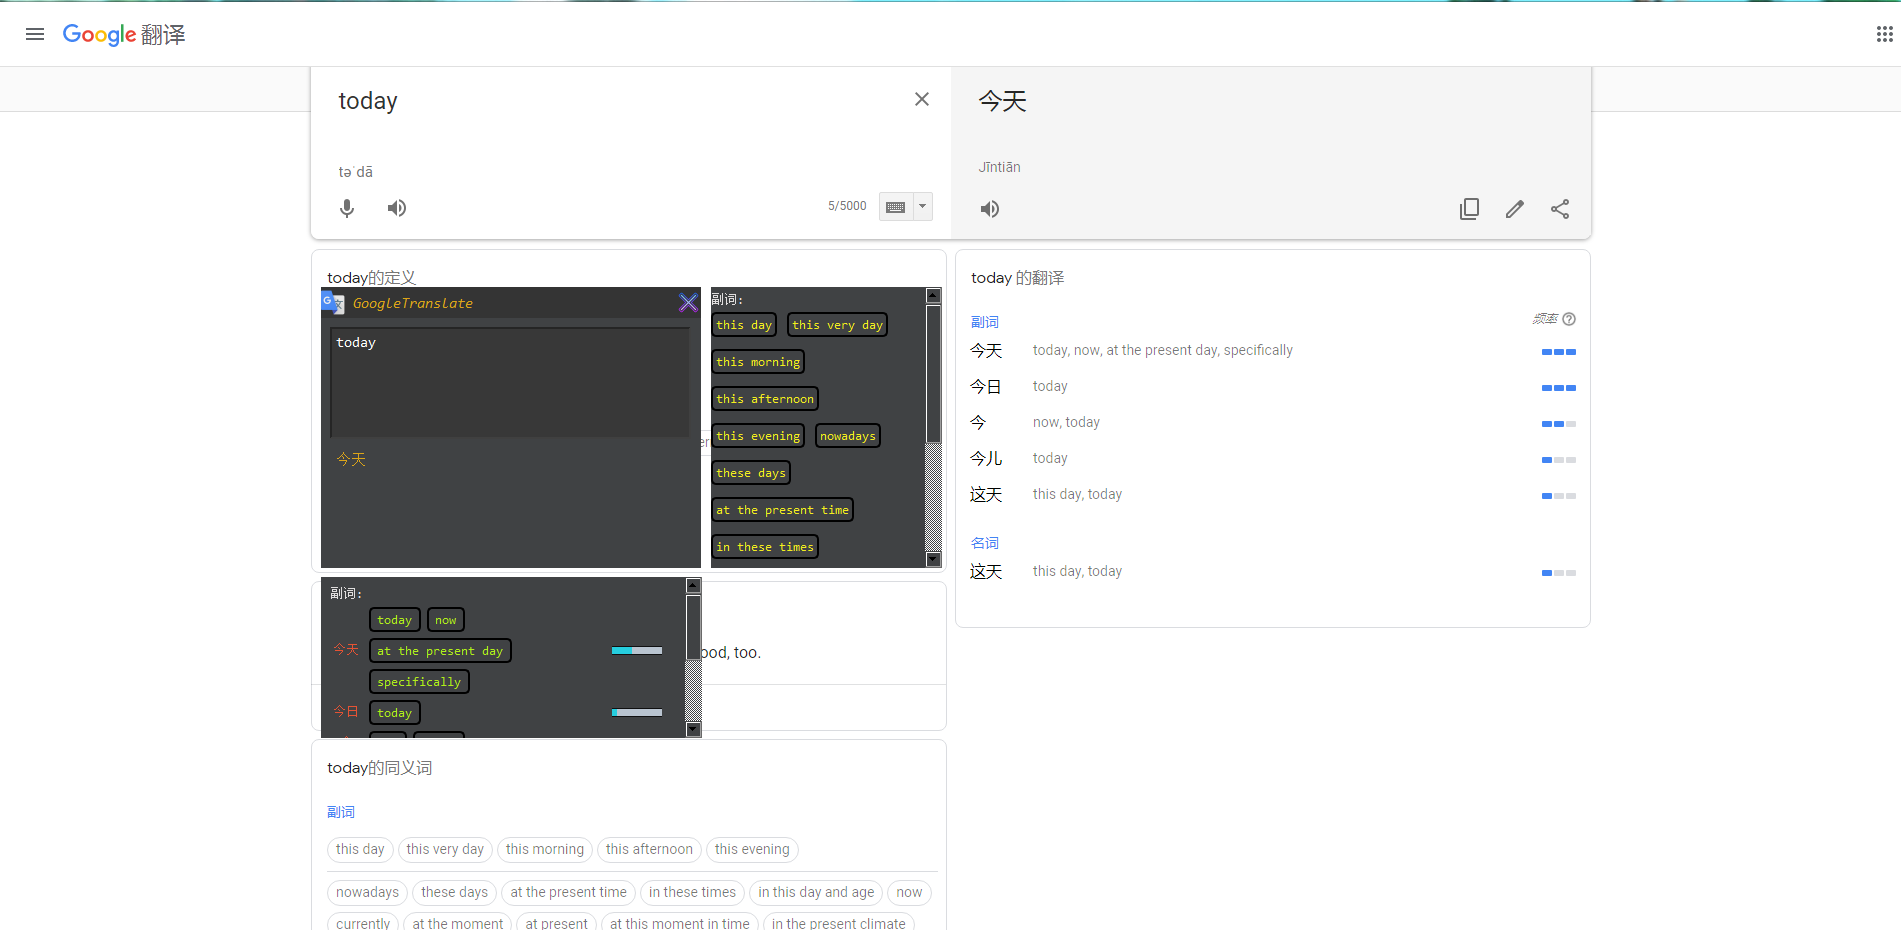 Google 翻译
today
今天
təˈdā
Jīntiān
5/5000
today的定义
GoogleTranslate
today
今天
副词:
this day this very day
this morning
this afternoon
this evening nowadays
these days
at the present time
in these times
副词:
today now
今天 at the present day
specifically
今日 today
ood, too.
today 的翻译
副词 频率
今天 today, now, at the present day, specifically
今日 today
今 now, today
今儿 today
这天 this day, today
名词
这天 this day, today
today的同义词
副词
this day this very day this morning this afternoon this evening
nowadays these days at the present time in these times in this day and age now
currently at the moment at present at this moment in time in the present climate